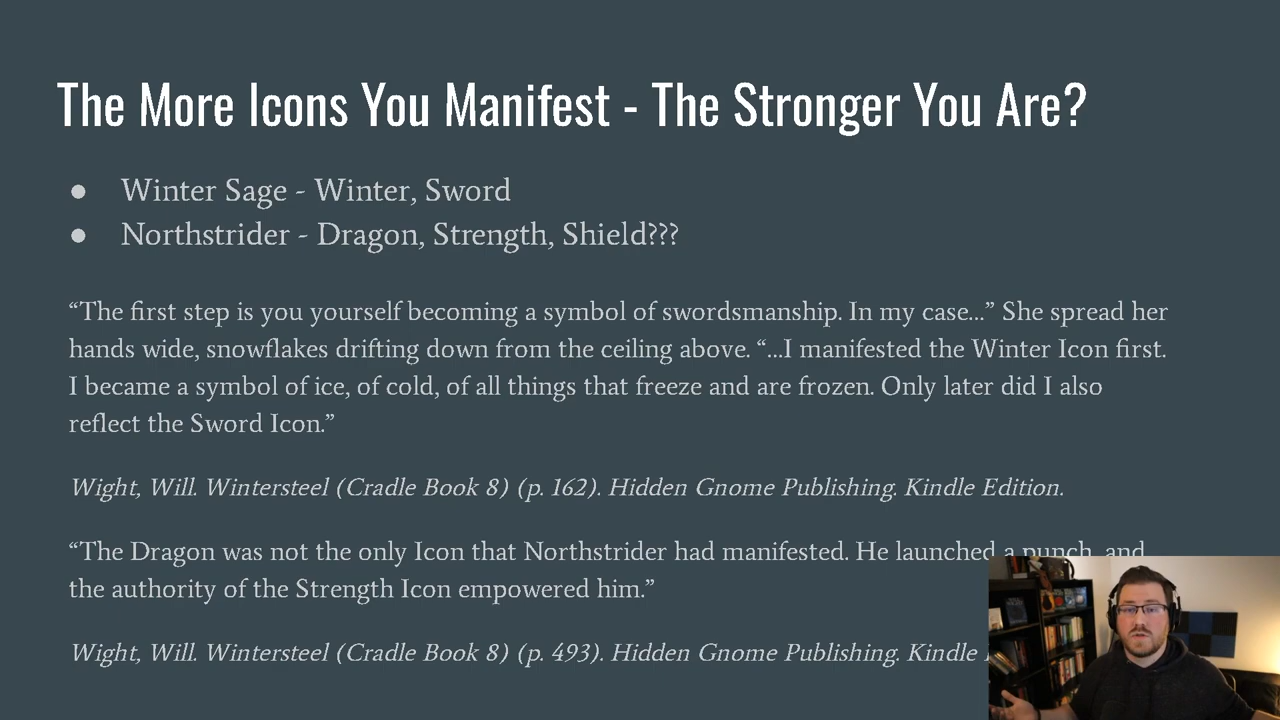 The More Icons You Manifest - The Stronger You Are?
● Winter Sage - Winter, Sword
● Northstrider - Dragon, Strength, Shield???
“The first step is you yourself becoming a symbol of swordsmanship. In my case...” She spread her
hands wide, snowflakes drifting down from the ceiling above. “...I manifested the Winter Icon first.
I became a symbol of ice, of cold, of all things that freeze and are frozen. Only later did I also
reflect the Sword Icon.”
Wight, Will. Wintersteel (Cradle Book 8) (p. 162). Hidden Gnome Publishing. Kindle Edition.
“The Dragon was not the only Icon that Northstrider had manifested. He launched a punch, and
the authority of the Strength Icon empowered him.”
Wight, Will. Wintersteel (Cradle Book 8) (p. 493). Hidden Gnome Publishing. Kindle